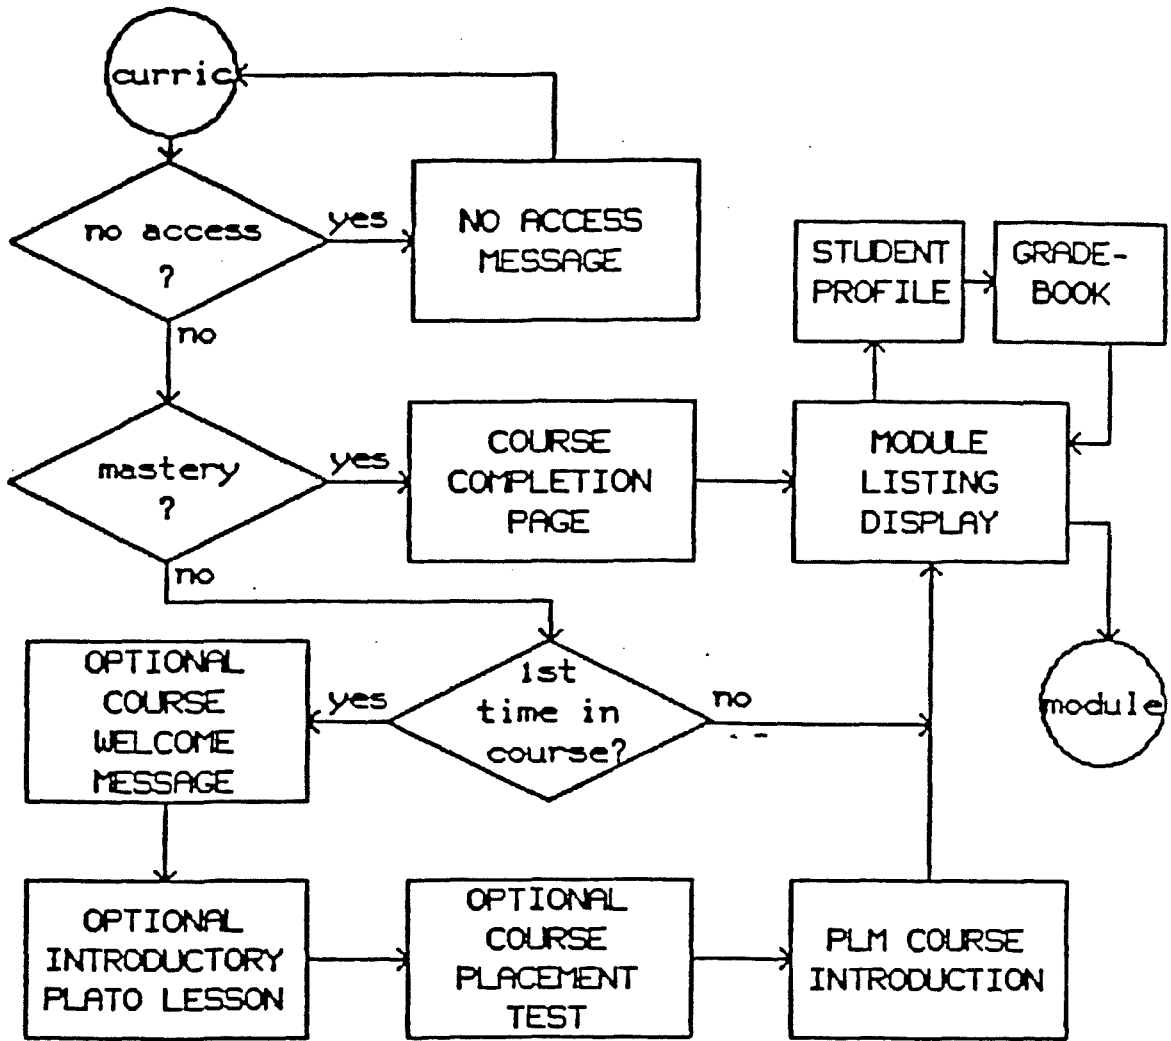 curric
no access
?
yes
NO ACCESS
MESSAGE
no
STUDENT
PROFILE
GRADE-
BOOK
mastery
?
yes
COURSE
COMPLETION
PAGE
MODULE
LISTING
DISPLAY
no
1st
time in
course?
yes
no
module
OPTIONAL
COURSE
WELCOME
MESSAGE
OPTIONAL
INTRODUCTORY
PLATO LESSON
OPTIONAL
COURSE
PLACEMENT
TEST
PLM COURSE
INTRODUCTION